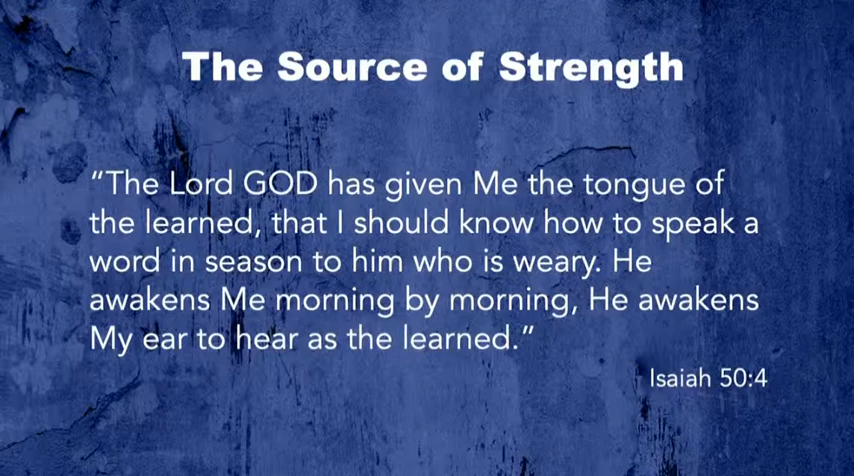 The Source of Strength
“The Lord GOD has given Me the tongue of
the learned, that I should know how to speak a
word in season to him who is weary. He
awakens Me morning by morning, He awakens
My ear to hear as the learned.”
Isaiah 50:4